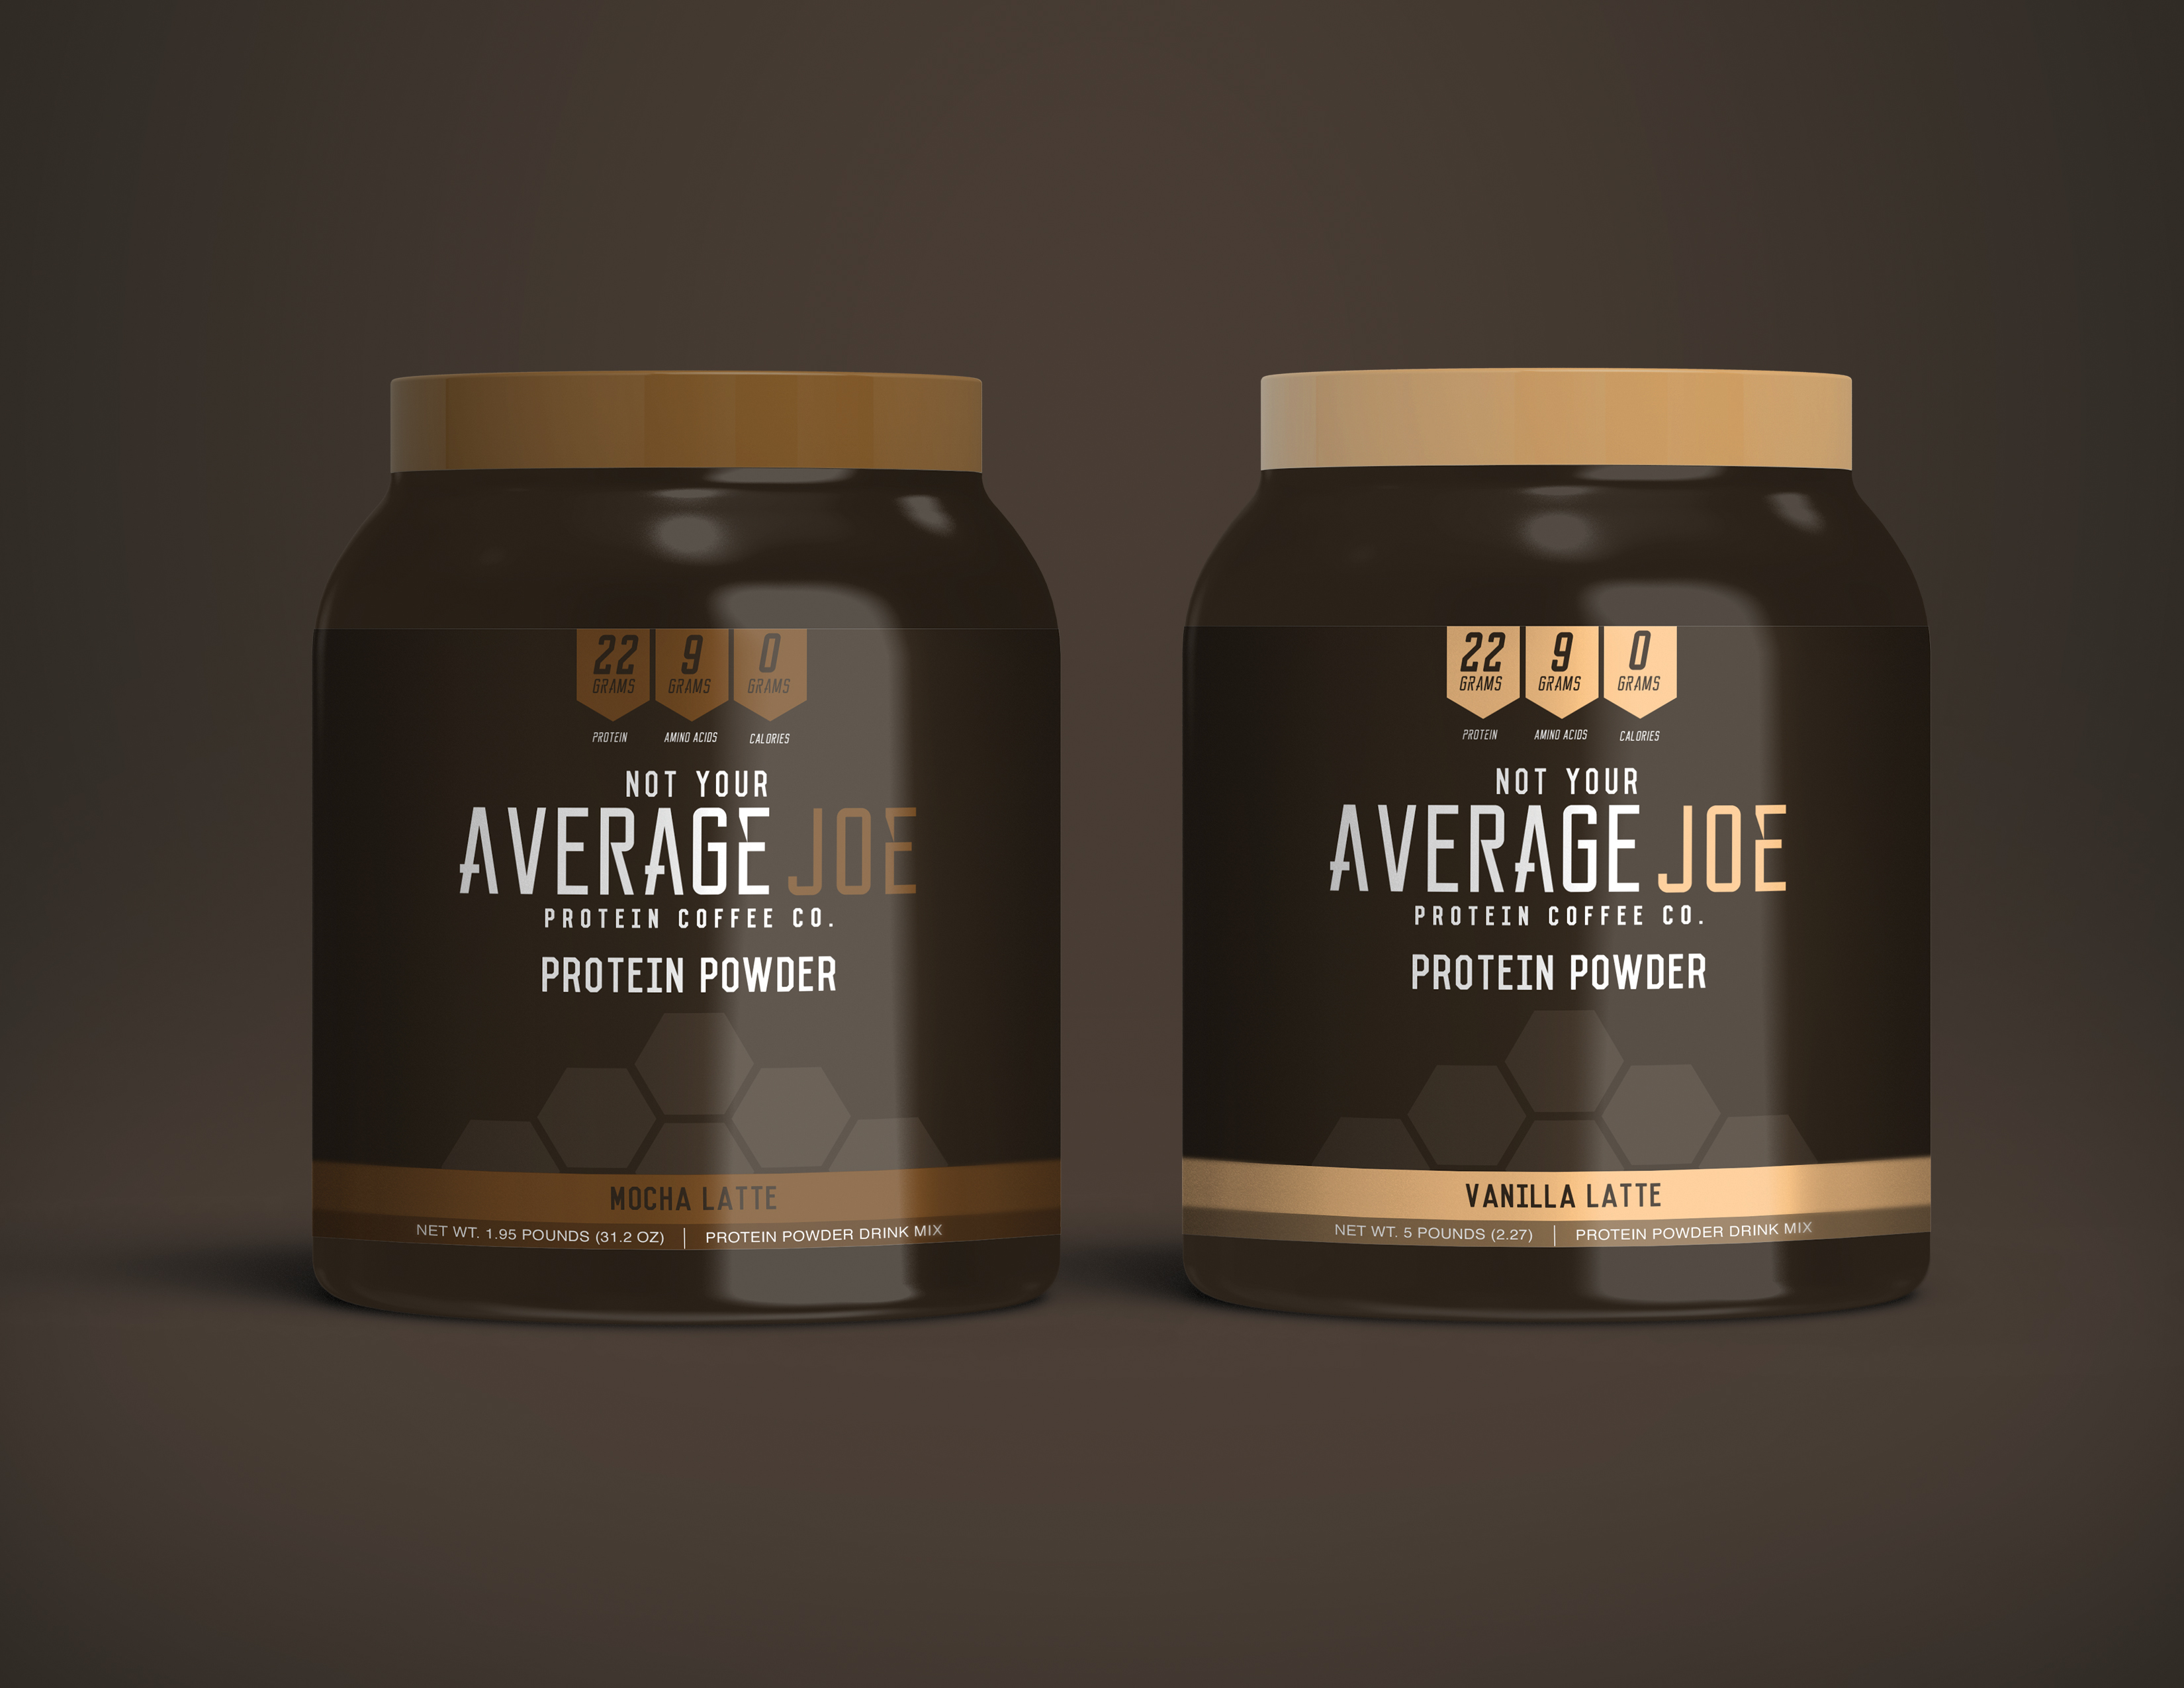 22 9 0
GRAMS GRAMS GRAMS
PROTEIN AMINO ACIDS CALORIES
NOT YOUR
AVERAGE JOE
PROTEIN COFFEE CO.
PROTEIN POWDER
MOCHA LATTE
NET WT. 1.95 POUNDS (31.2 OZ) | PROTEIN POWDER DRINK MIX
22 9 0
GRAMS GRAMS GRAMS
PROTEIN AMINO ACIDS CALORIES
NOT YOUR
AVERAGE JOE
PROTEIN COFFEE CO.
PROTEIN POWDER
VANILLA LATTE
NET WT. 5 POUNDS (2.27) | PROTEIN POWDER DRINK MIX